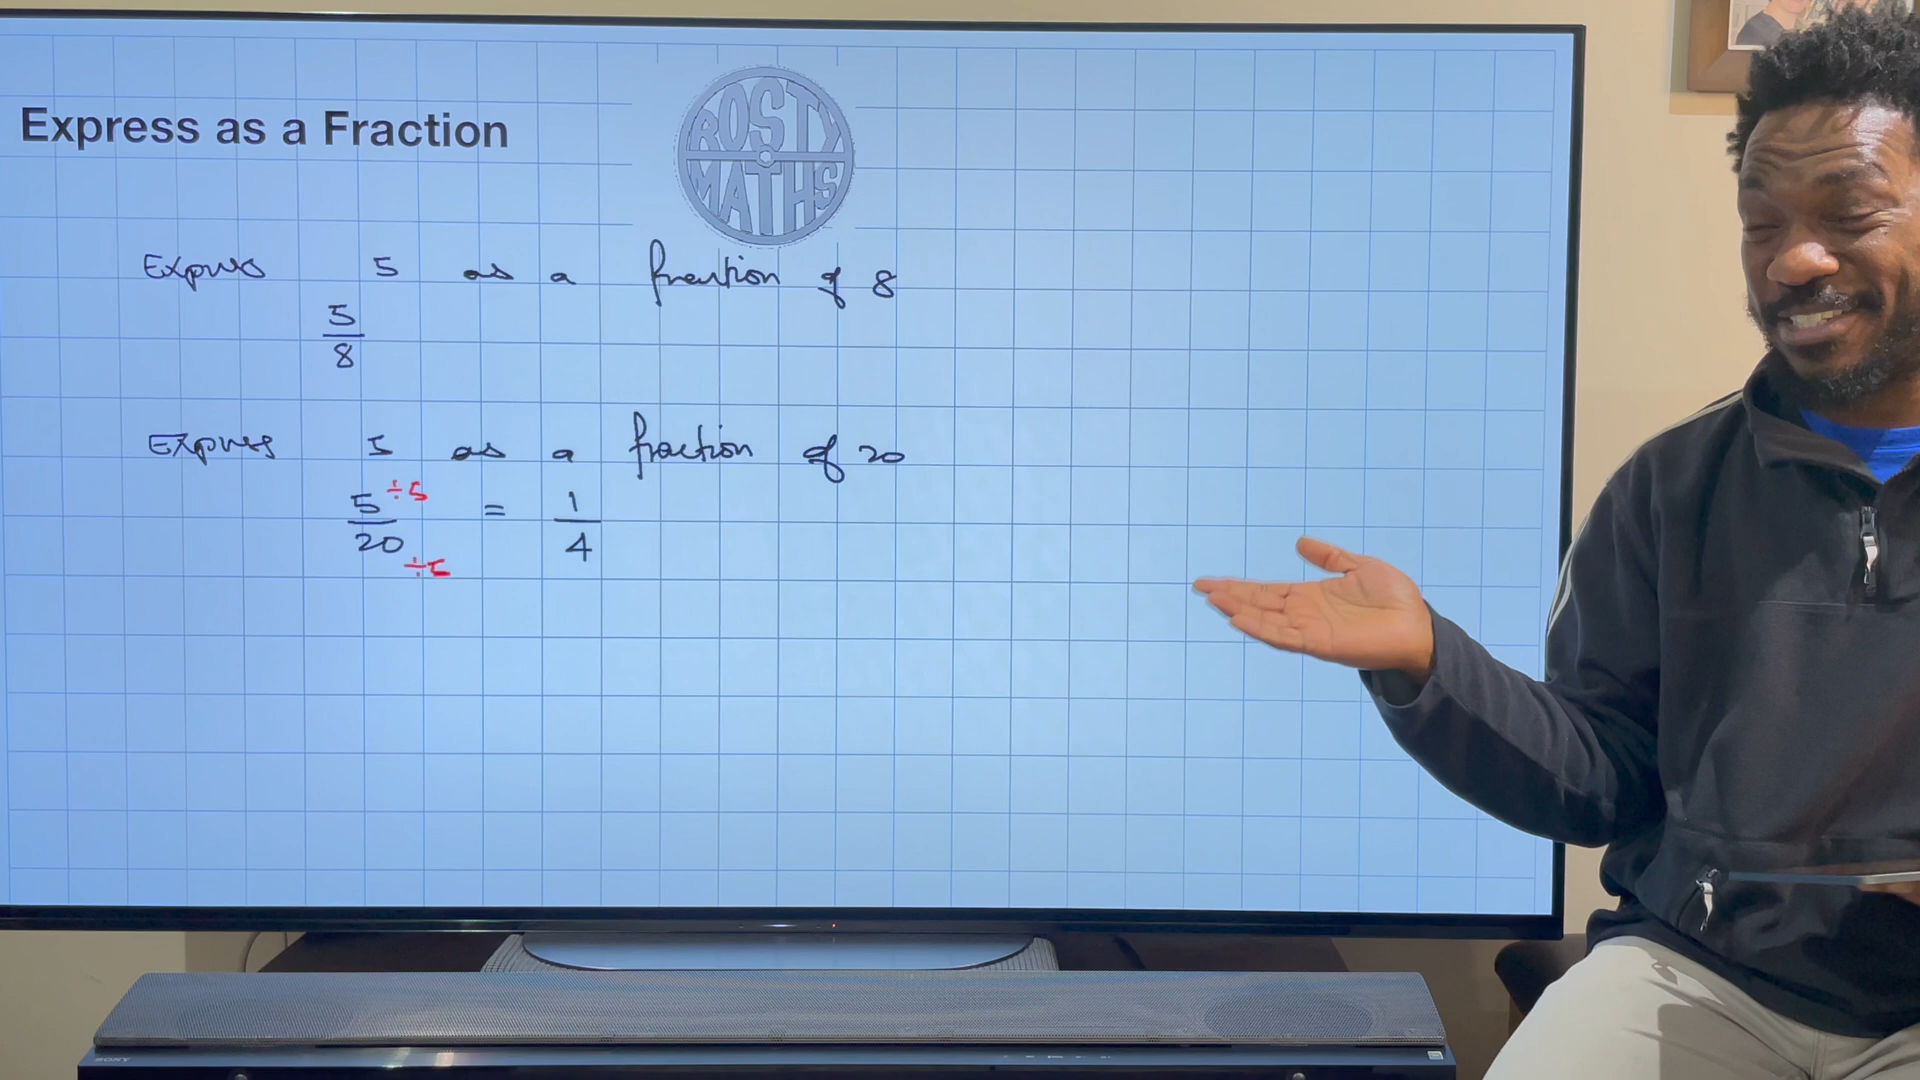 Express as a Fraction
ROSTY
MATHS
Express 5 as a fraction of 8
5
8
Express 5 as a fraction of 20
5 ÷5 = 1
20 ÷5 4
SONY